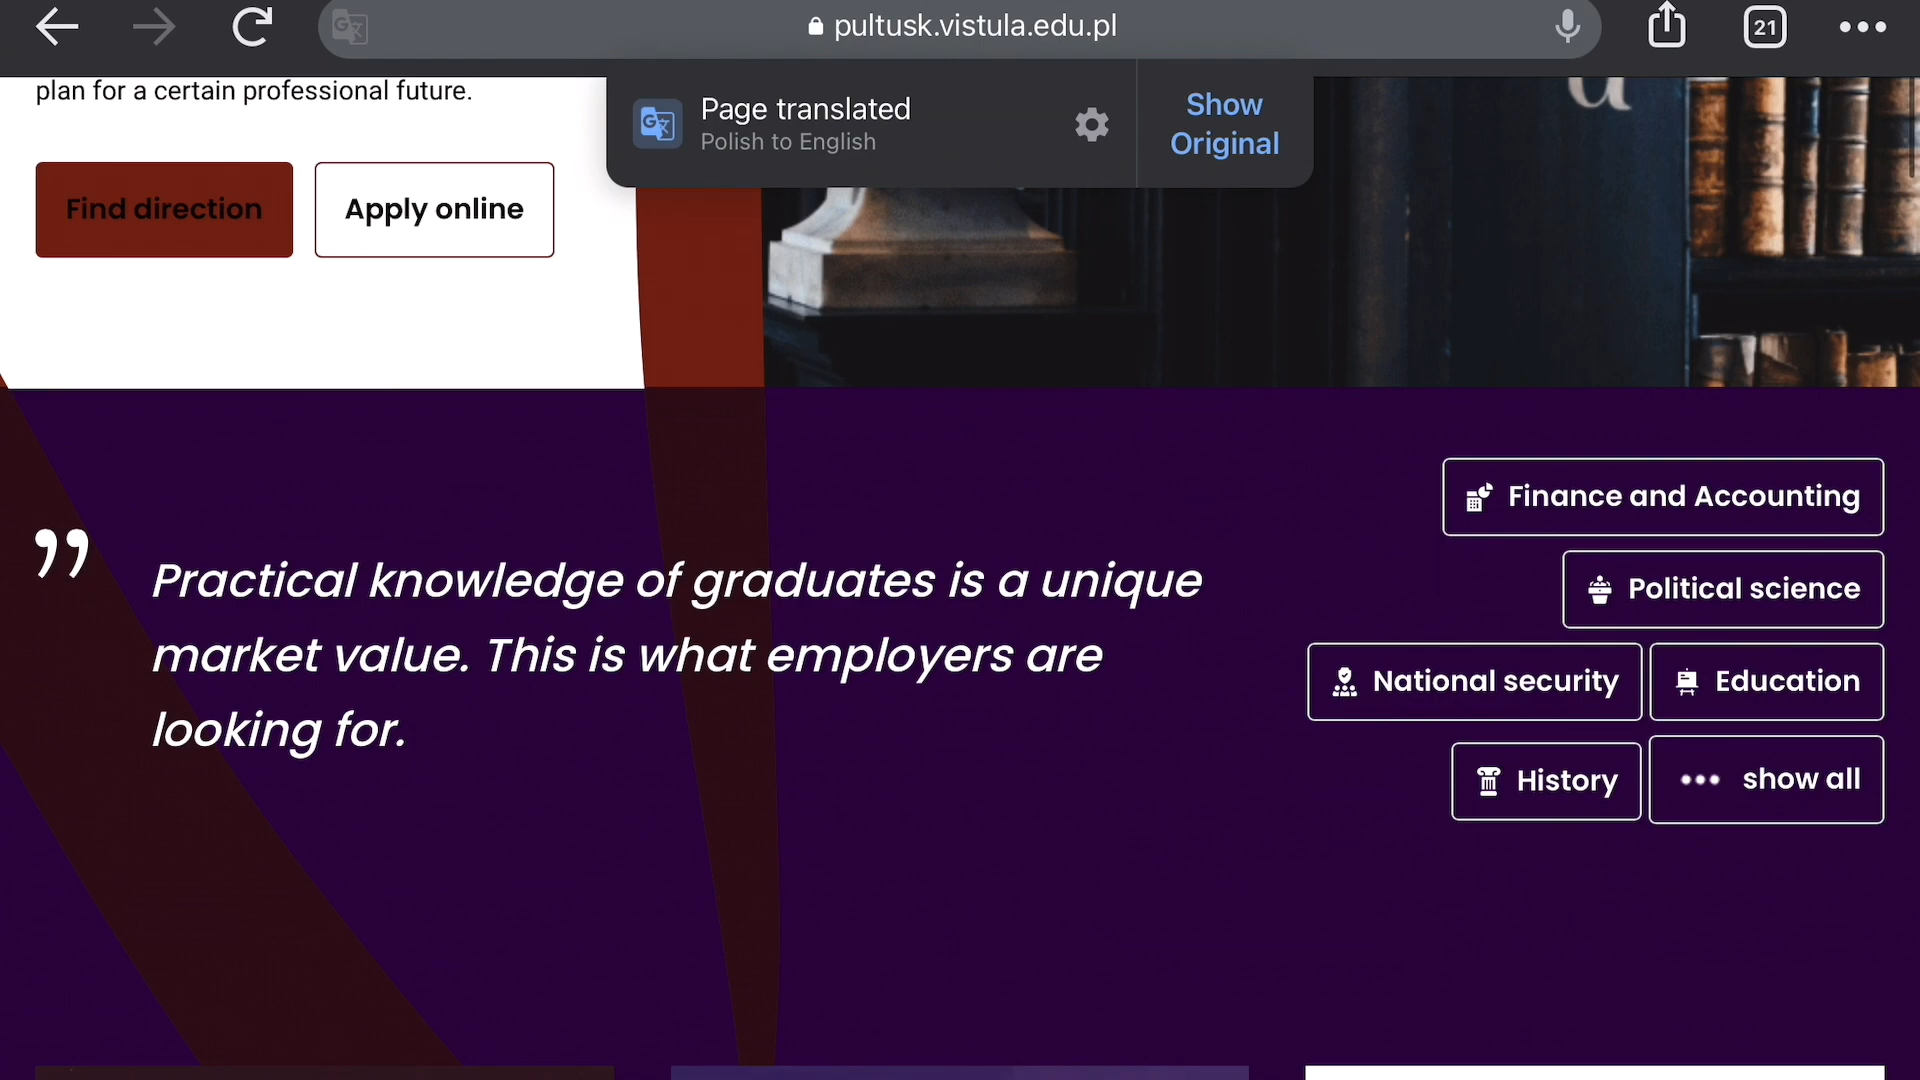 pultusk.vistula.edu.pl
21
plan for a certain professional future.
Page translated
Polish to English
Show
Original
Find direction
Apply online
Finance and Accounting
Political science
”
Practical knowledge of graduates is a unique
market value. This is what employers are
looking for.
National security
Education
History
show all